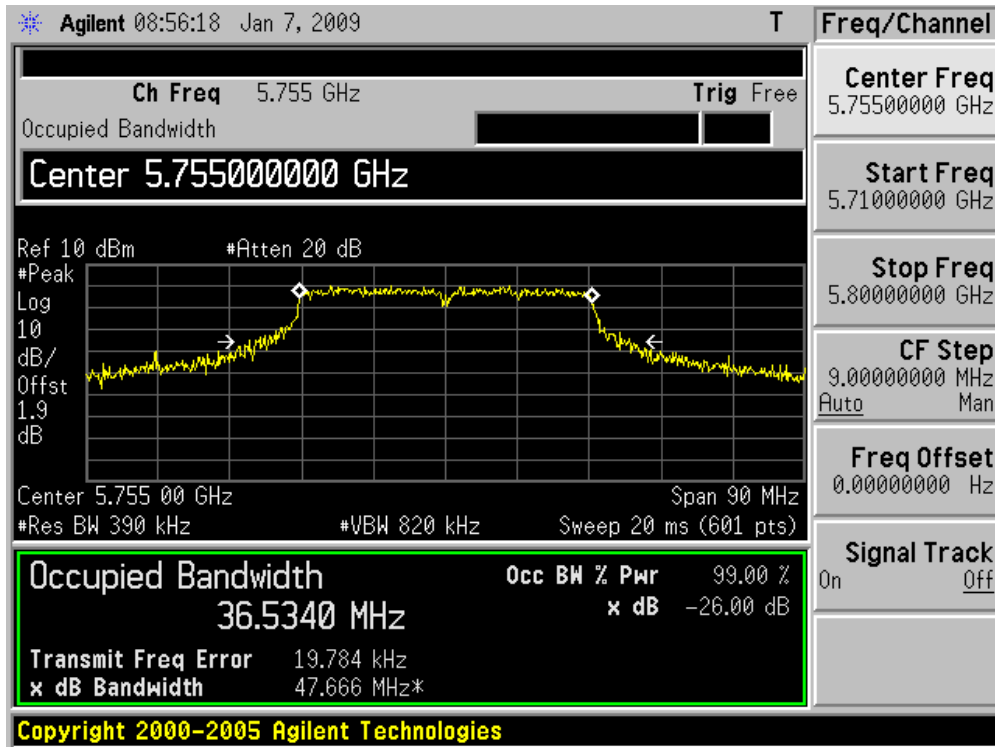 Agilent 08:56:18 Jan 7, 2009 T
Freq/Channel
Ch Freq 5.755 GHz Trig Free
Occupied Bandwidth
Center 5.755000000 GHz
Ref 10 dBm #Atten 20 dB
#Peak
Log
10
dB/
Offst
1.9
dB
Center 5.755 00 GHz Span 90 MHz
#Res BW 390 kHz #VBW 820 kHz Sweep 20 ms (601 pts)
Occupied Bandwidth
36.5340 MHz
Occ BW % Pwr 99.00 %
x dB -26.00 dB
Transmit Freq Error 19.784 kHz
x dB Bandwidth 47.666 MHz*
Center Freq
5.75500000 GHz
Start Freq
5.71000000 GHz
Stop Freq
5.80000000 GHz
CF Step
9.00000000 MHz
Auto Man
Freq Offset
0.00000000 Hz
Signal Track
On Off
Copyright 2000-2005 Agilent Technologies